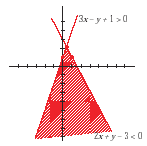 3x − y + 1 > 0
2x + y − 3 < 0